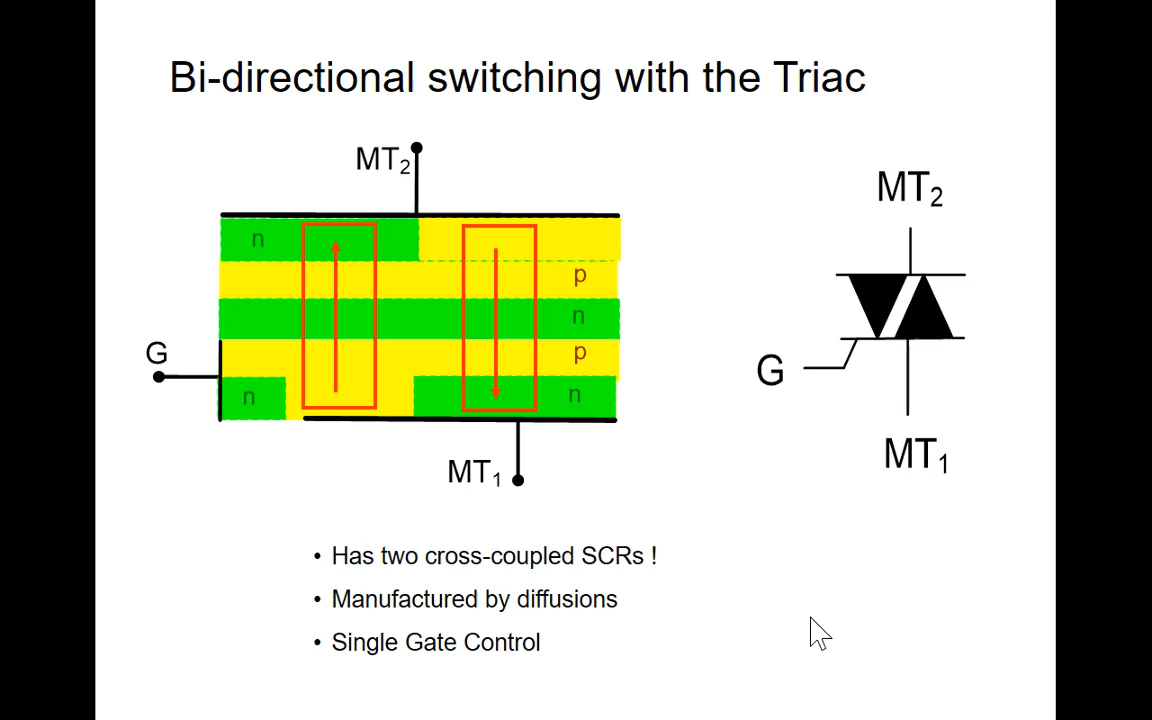 Bi-directional switching with the Triac
MT2
MT2
n
p
n
G
p
G
n
n
MT1
MT1
• Has two cross-coupled SCRs !
• Manufactured by diffusions
• Single Gate Control